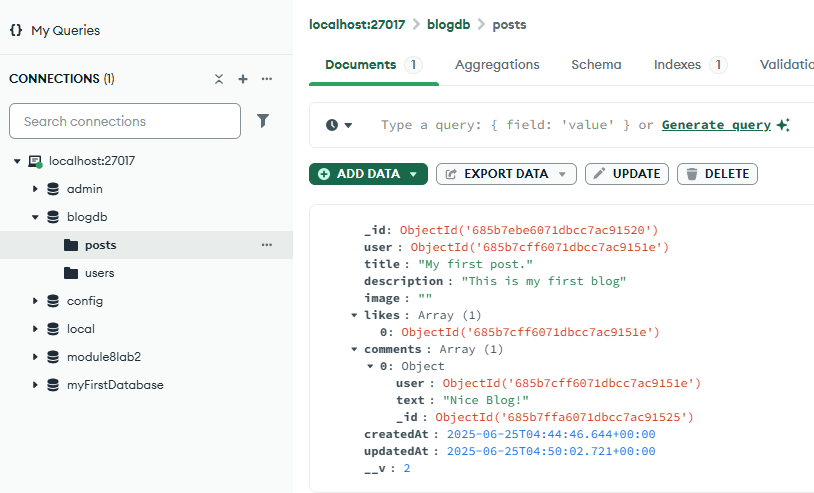 My Queries
CONNECTIONS (1)
Search connections
localhost:27017
admin
blogdb
posts
users
config
local
module8lab2
myFirstDatabase
localhost:27017 > blogdb > posts
Documents 1 Aggregations Schema Indexes 1 Validatio
Type a query: { field: 'value' } or Generate query
ADD DATA EXPORT DATA UPDATE DELETE
_id: ObjectId('685b7ebe6071dbcc7ac91520')
user : ObjectId('685b7cff6071dbcc7ac9151e')
title : "My first post."
description : "This is my first blog"
image : ""
likes : Array (1)
0: ObjectId('685b7cff6071dbcc7ac9151e')
comments : Array (1)
0: Object
user : ObjectId('685b7cff6071dbcc7ac9151e')
text : "Nice Blog!"
_id : ObjectId('685b7ffa6071dbcc7ac91525')
createdAt : 2025-06-25T04:44:46.644+00:00
updatedAt : 2025-06-25T04:50:02.721+00:00
__v : 2